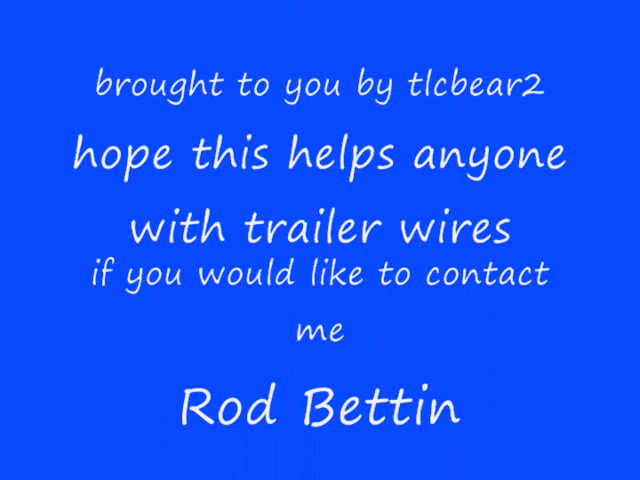 brought to you by tlcbear2
hope this helps anyone
with trailer wires
if you would like to contact
me
Rod Bettin